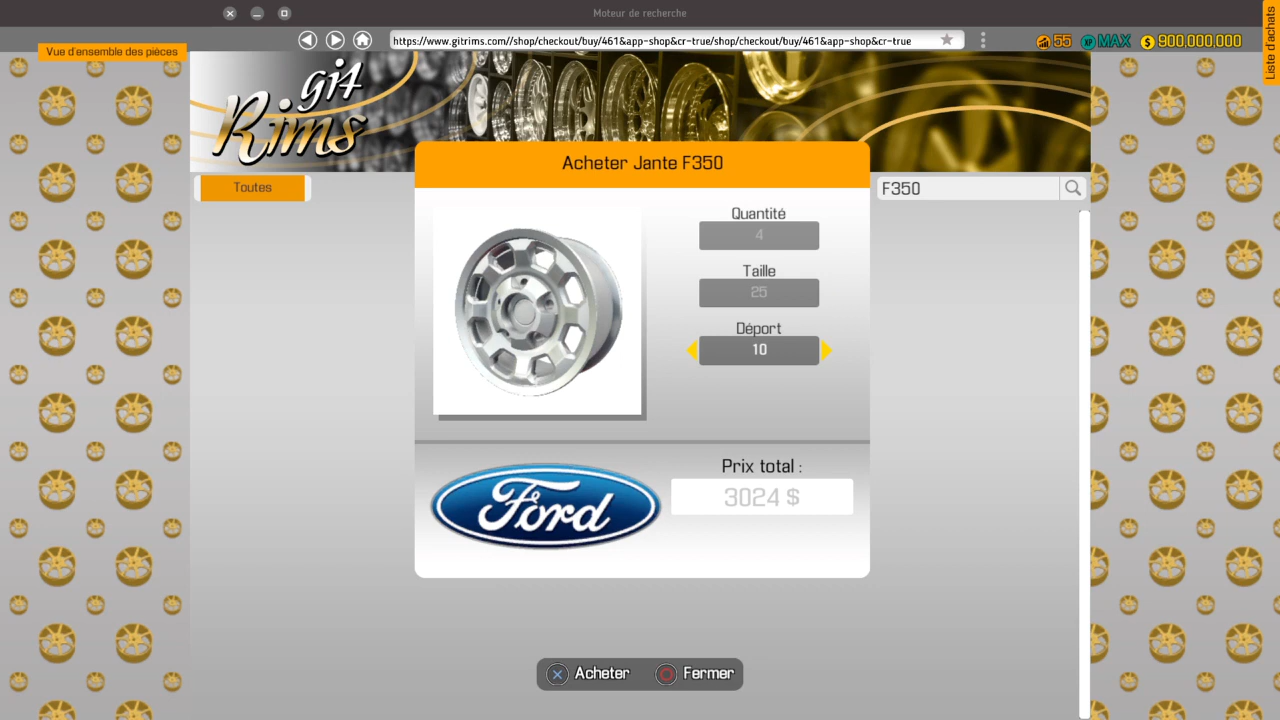 Moteur de recherche
Liste d'achats
Vue d'ensemble des pièces
https://www.gitrims.com//shop/checkout/buy/461&app-shop&cr-true/shop/checkout/buy/461&app-shop&cr-true
55 XP MAX $ 900,000,000
git
Rims
Acheter Jante F350
Toutes
F350
Quantité
4
Taille
25
Déport
10
Prix total :
3024 $
Ford
Acheter Fermer